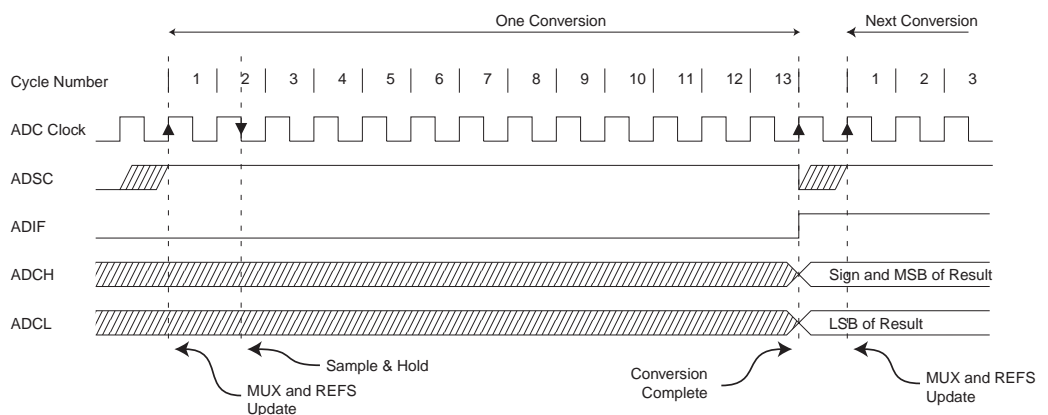 One Conversion
Next Conversion
Cycle Number 1 2 3 4 5 6 7 8 9 10 11 12 13 1 2 3
ADC Clock
ADSC
ADIF
ADCH
Sign and MSB of Result
ADCL
LSB of Result
Sample & Hold
MUX and REFS
Update
Conversion
Complete
MUX and REFS
Update